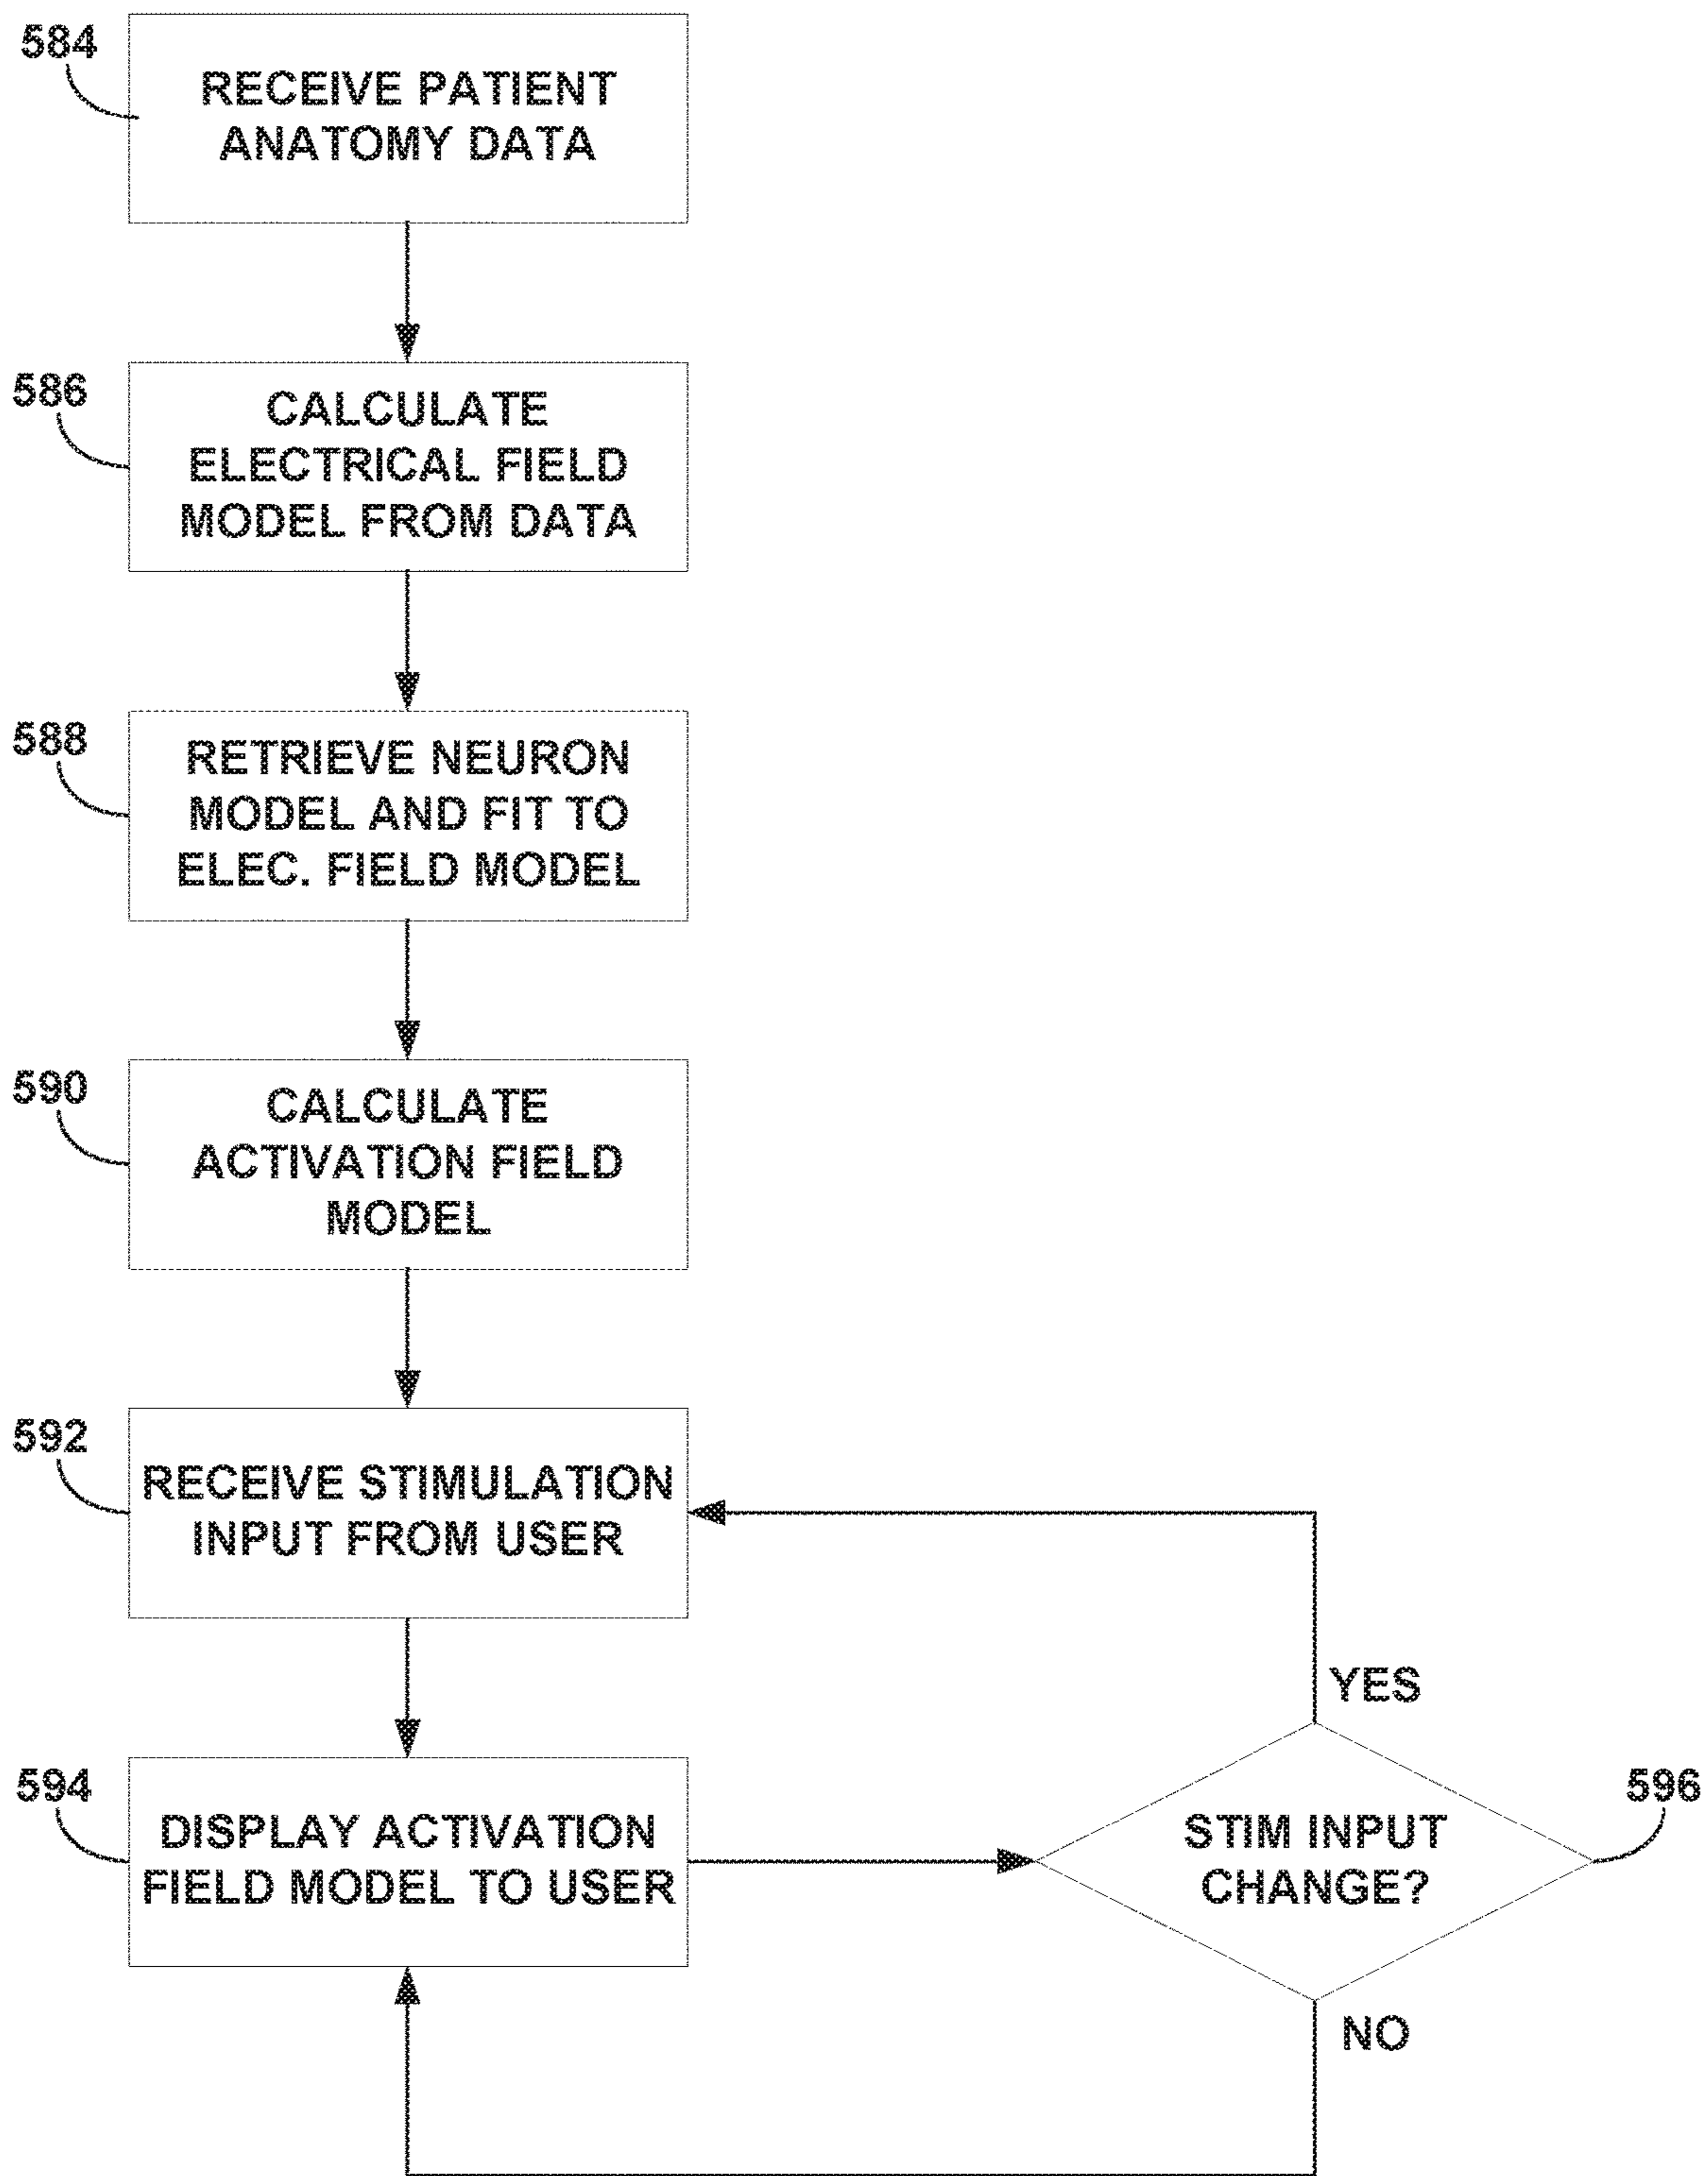 584
RECEIVE PATIENT
ANATOMY DATA
586
CALCULATE
ELECTRICAL FIELD
MODEL FROM DATA
588
RETRIEVE NEURON
MODEL AND FIT TO
ELEC. FIELD MODEL
590
CALCULATE
ACTIVATION FIELD
MODEL
592
RECEIVE STIMULATION
INPUT FROM USER
YES
594
DISPLAY ACTIVATION
FIELD MODEL TO USER
596
STIM INPUT
CHANGE?
NO